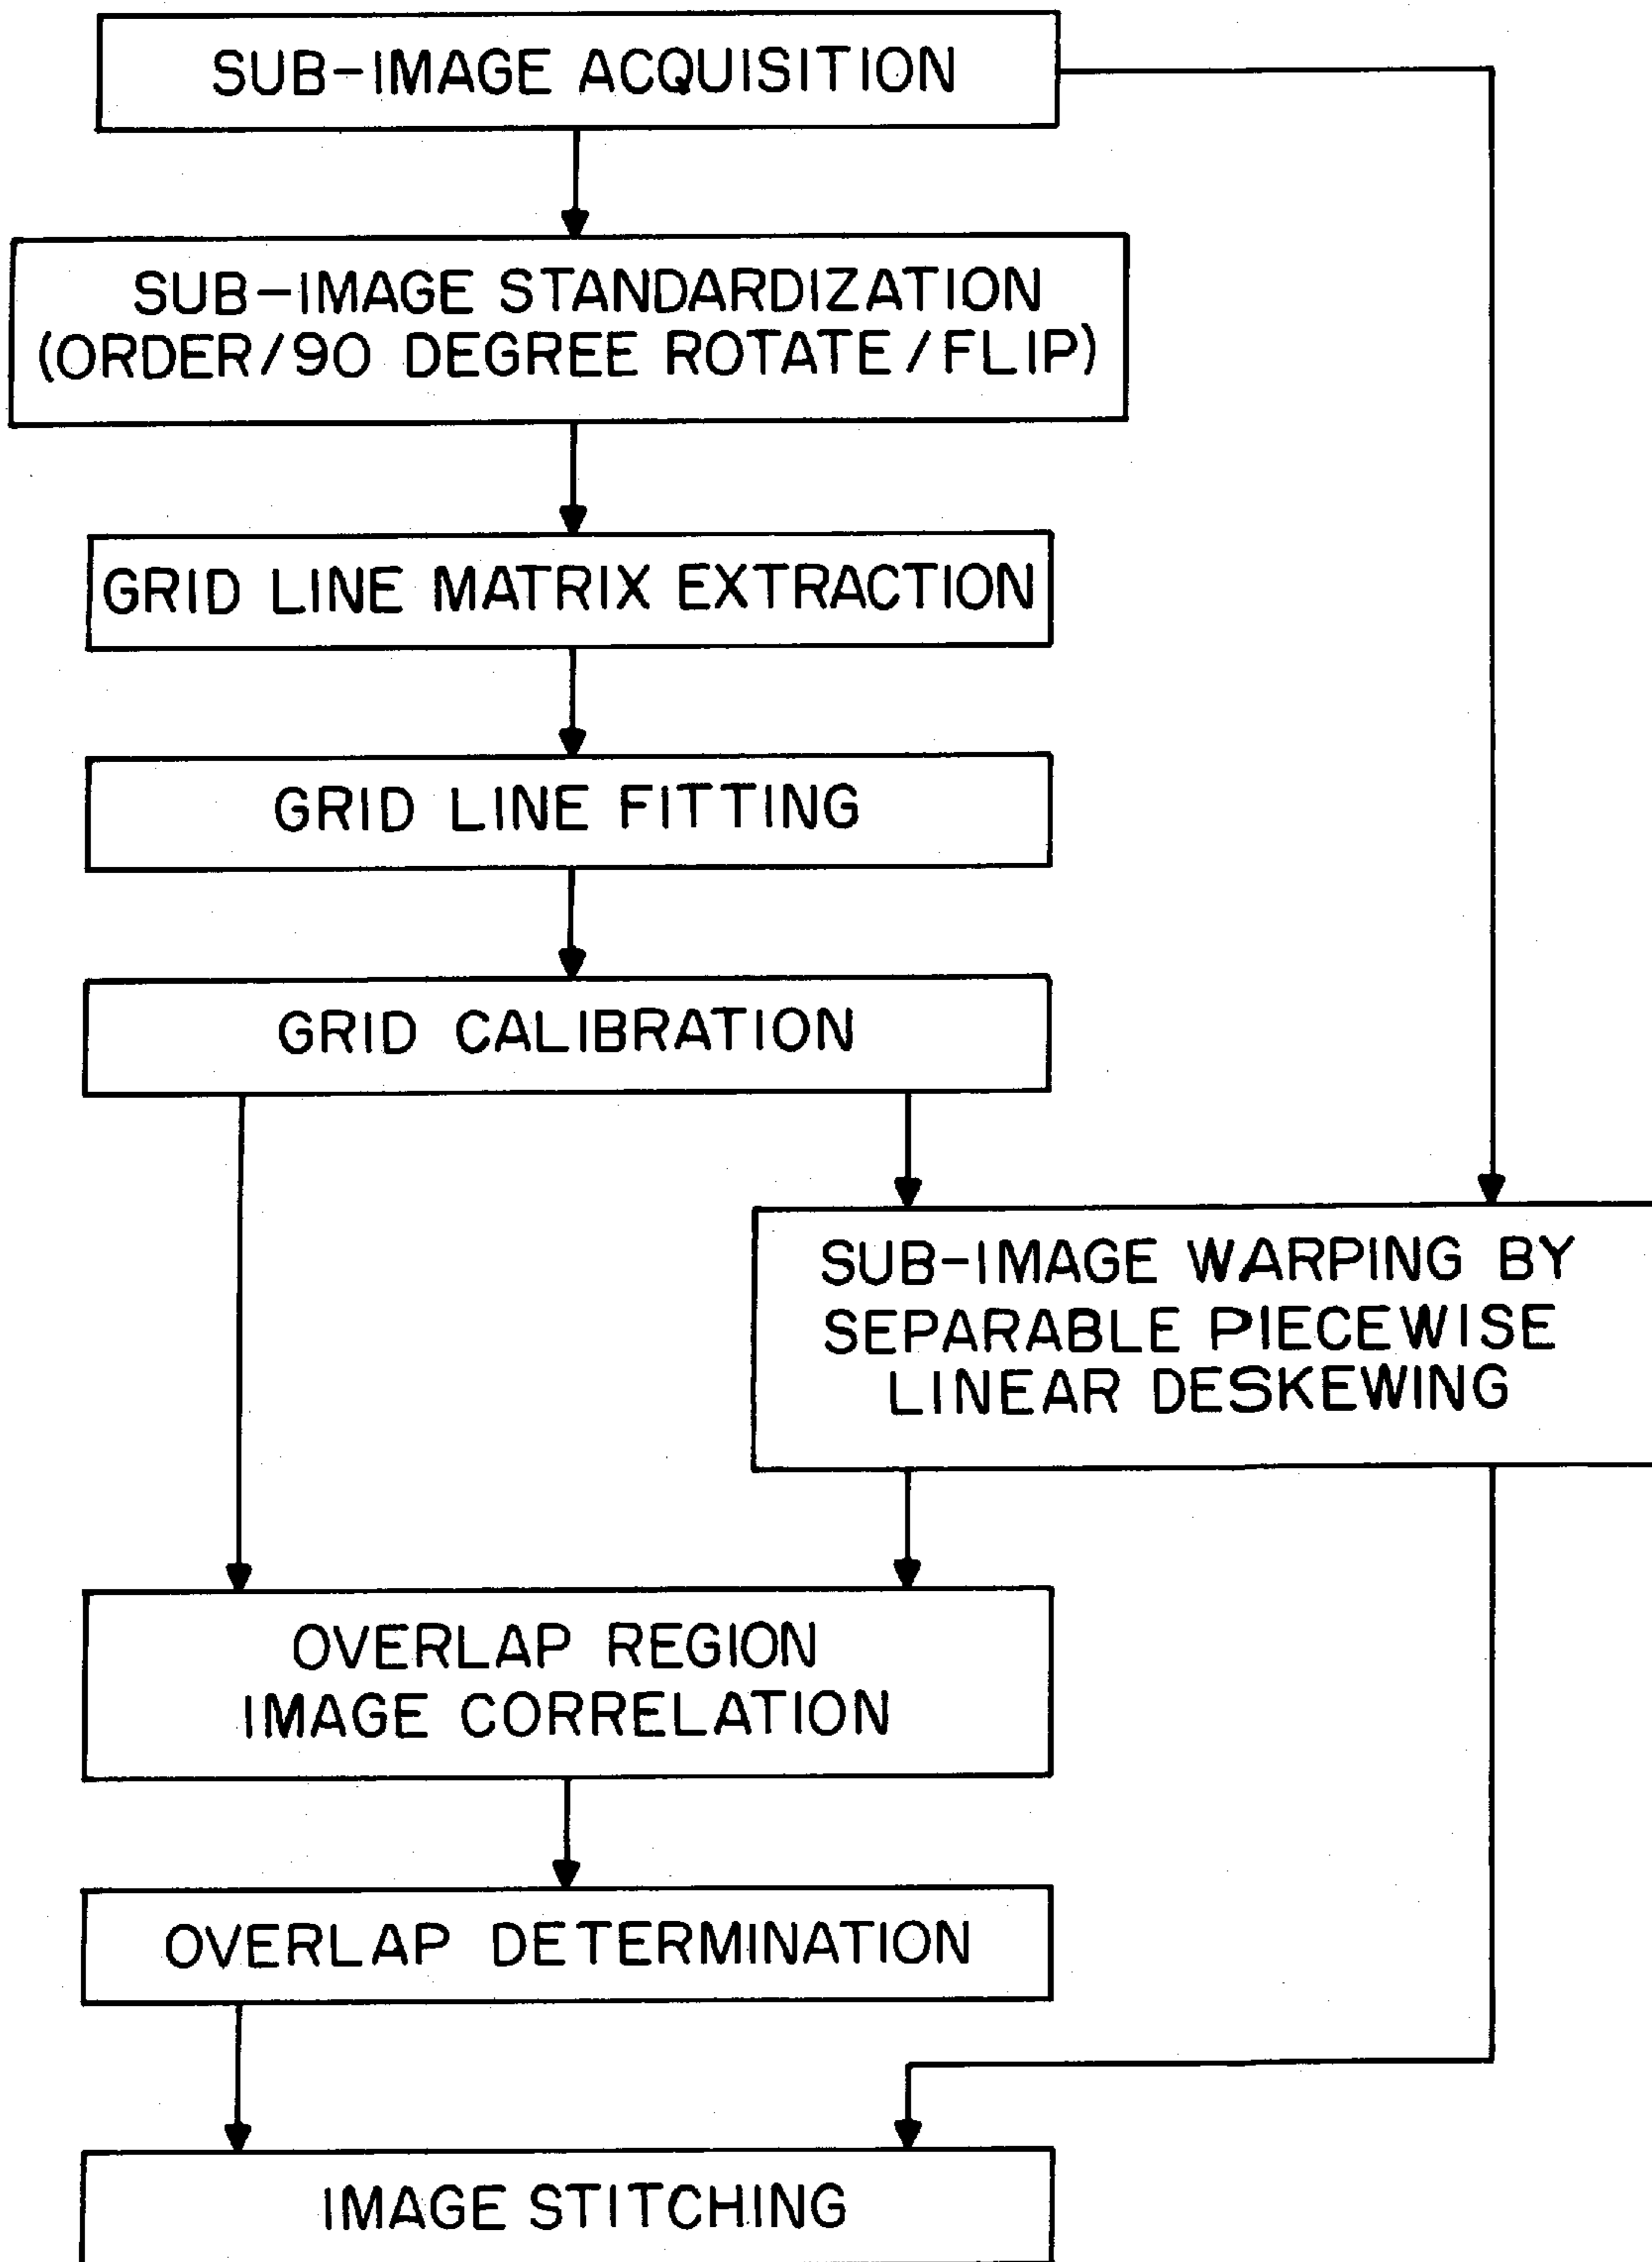 SUB-IMAGE ACQUISITION
SUB-IMAGE STANDARDIZATION
(ORDER/90 DEGREE ROTATE/FLIP)
GRID LINE MATRIX EXTRACTION
GRID LINE FITTING
GRID CALIBRATION
SUB-IMAGE WARPING BY
SEPARABLE PIECEWISE
LINEAR DESKEWING
OVERLAP REGION
IMAGE CORRELATION
OVERLAP DETERMINATION
IMAGE STITCHING